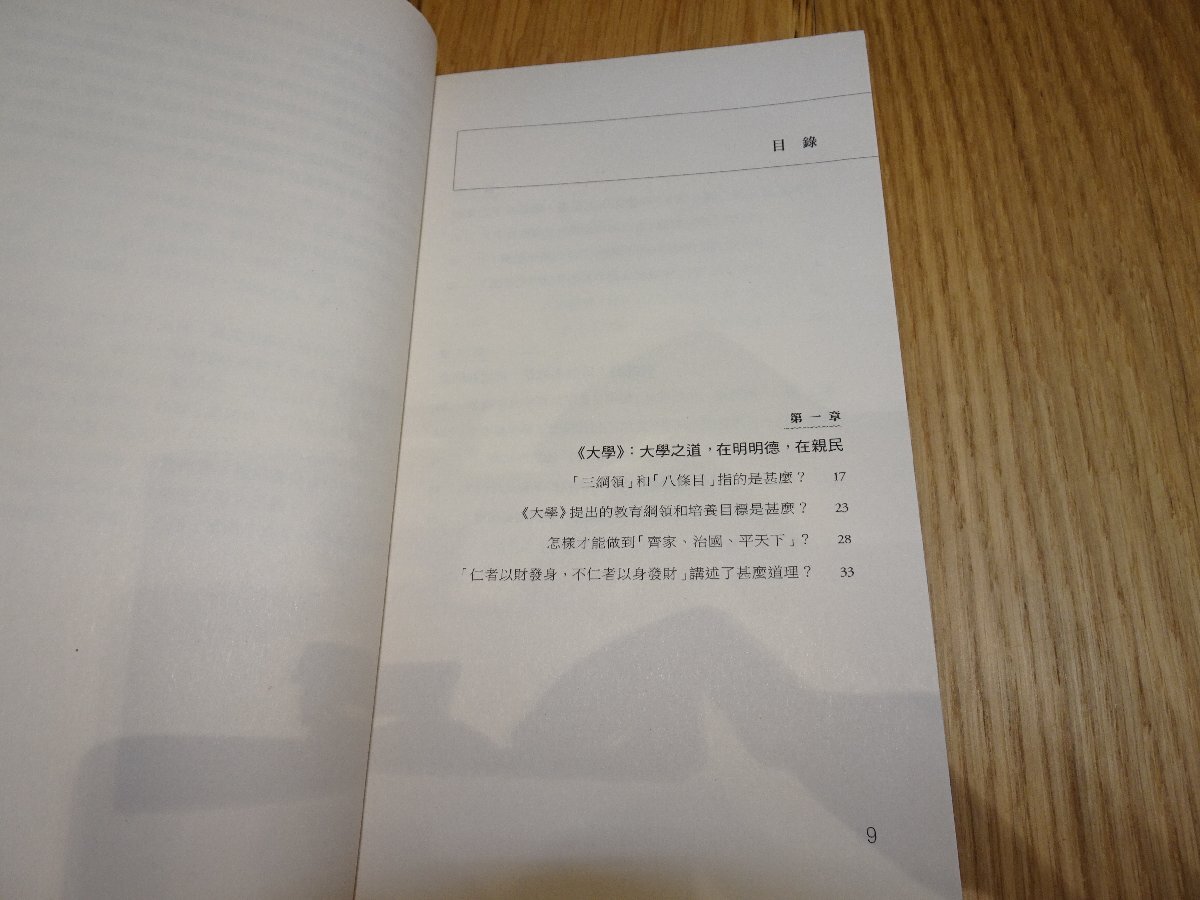 目錄
第一章
《大學》：大學之道，在明明德，在親民
「三綱領」和「八條目」指的是甚麼？ 17
《大學》提出的教育綱領和培養目標是甚麼？ 23
怎樣才能做到「齊家、治國、平天下」？ 28
「仁者以財發身，不仁者以身發財」講述了甚麼道理？ 33
9